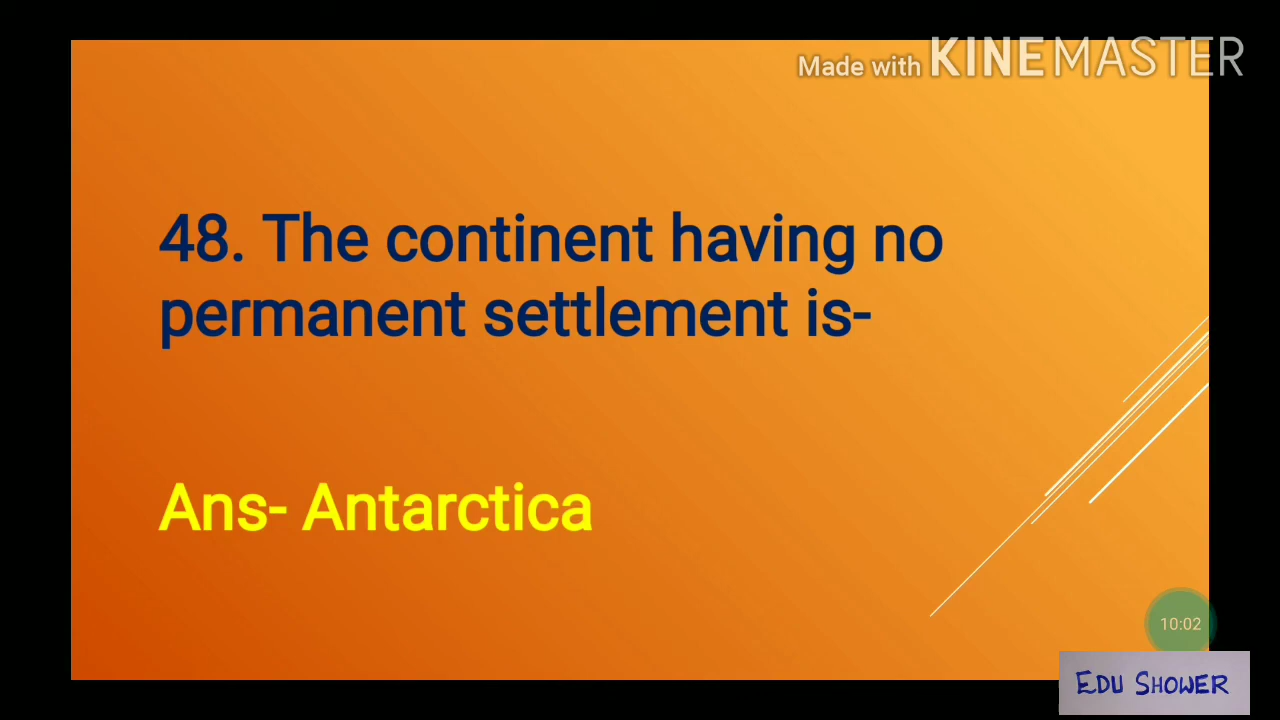 Made with KINEMASTER
48. The continent having no
permanent settlement is-
Ans- Antarctica
10:02
EDU SHOWER